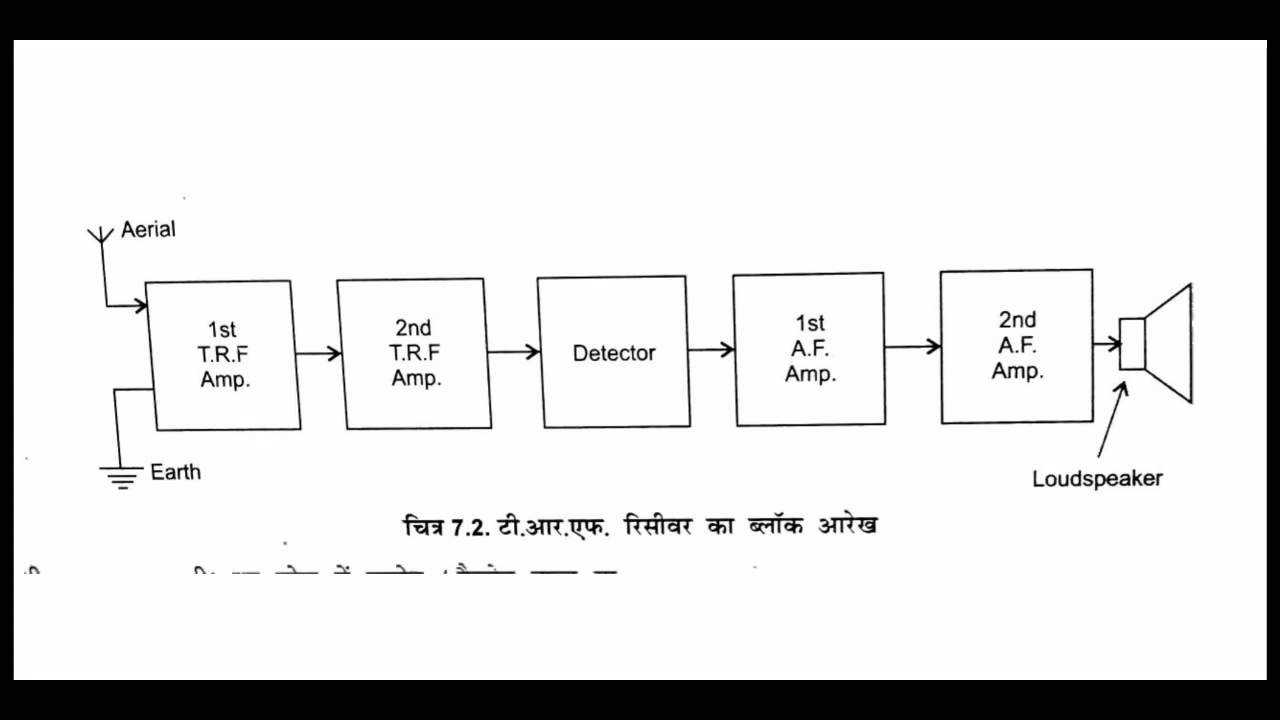 Aerial
1st
T.R.F
Amp.
2nd
T.R.F
Amp.
Detector
1st
A.F.
Amp.
2nd
A.F.
Amp.
Earth
Loudspeaker
चित्र 7.2. टी.आर.एफ. रिसीवर का ब्लॉक आरेख